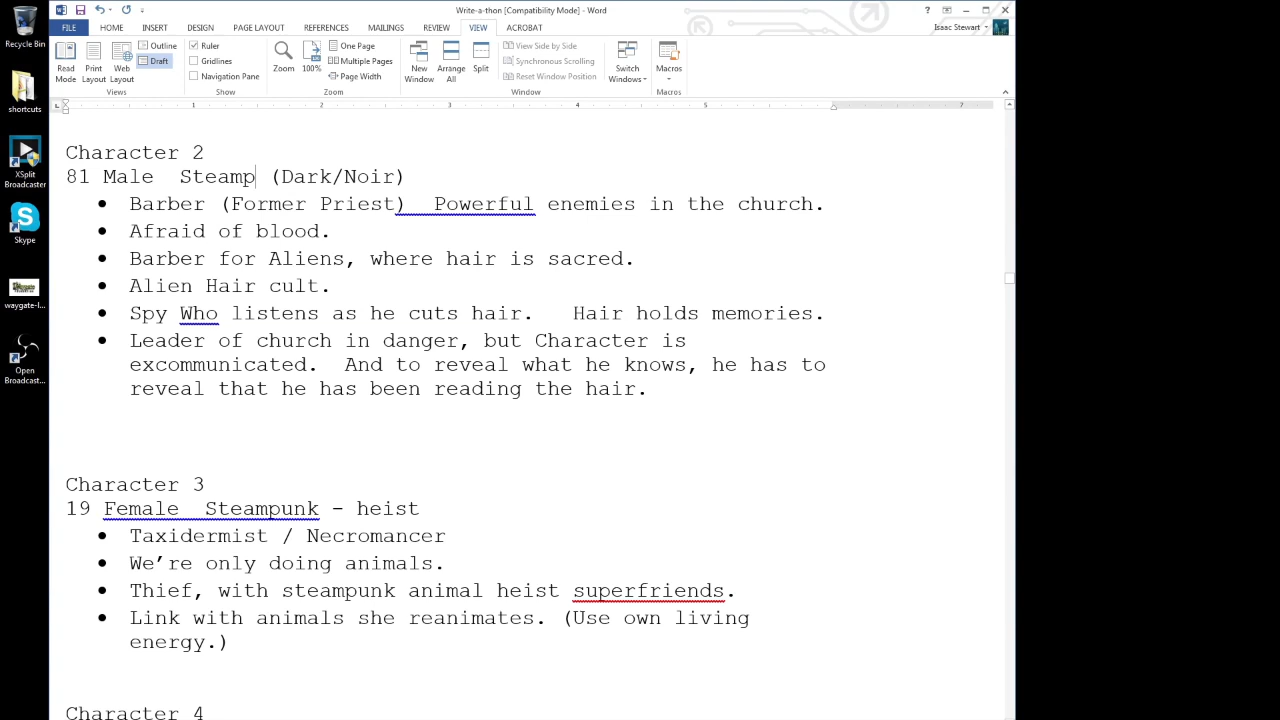 Write-a-thon [Compatibility Mode] - Word
FILE HOME INSERT DESIGN PAGE LAYOUT REFERENCES MAILINGS REVIEW VIEW ACROBAT
Isaac Stewart
Read Mode
Print Layout
Web Layout
Outline
Draft
Views
Ruler
Gridlines
Navigation Pane
Show
Zoom
100%
One Page
Multiple Pages
Page Width
Zoom
New Window
Arrange All
Split
View Side by Side
Synchronous Scrolling
Reset Window Position
Window
Switch Windows
Macros
Macros
1 2 3 4 5 7
Recycle Bin
shortcuts
XSplit Broadcaster
Skype
waygate-l...
Open Broadcast...
Character 2
81 Male  Steamp (Dark/Noir)
• Barber (Former Priest)  Powerful enemies in the church.
• Afraid of blood.
• Barber for Aliens, where hair is sacred.
• Alien Hair cult.
• Spy Who listens as he cuts hair.   Hair holds memories.
• Leader of church in danger, but Character is
excommunicated.  And to reveal what he knows, he has to
reveal that he has been reading the hair.
Character 3
19 Female  Steampunk - heist
• Taxidermist / Necromancer
• We’re only doing animals.
• Thief, with steampunk animal heist superfriends.
• Link with animals she reanimates. (Use own living
energy.)
Character 4